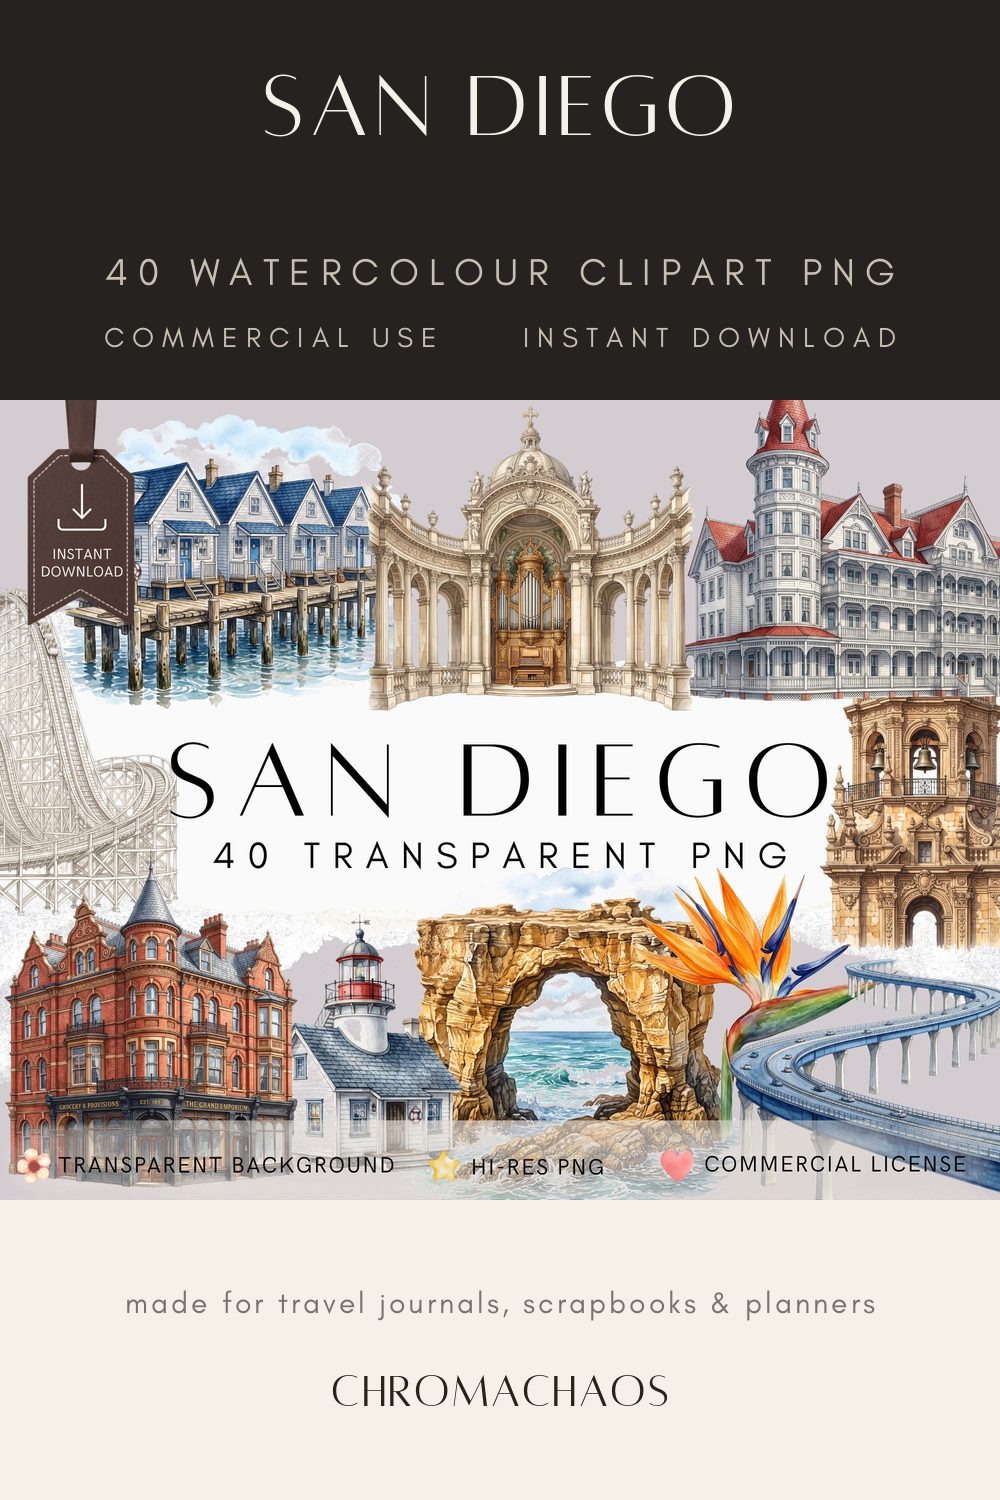 SAN DIEGO
40 WATERCOLOUR CLIPART PNG
COMMERCIAL USE INSTANT DOWNLOAD
INSTANT
DOWNLOAD
SAN DIEGO
40 TRANSPARENT PNG
GROCERY & PROVISIONS
THE GRAND EMPORIUM
TRANSPARENT BACKGROUND
HI-RES PNG
COMMERCIAL LICENSE
made for travel journals, scrapbooks & planners
CHROMACHAOS